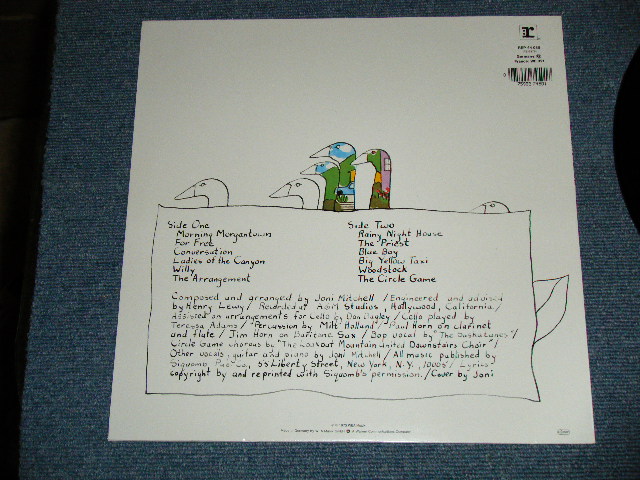 Side One
Morning Morgantown
For Free
Conversation
Ladies of the Canyon
Willy
The Arrangement
Side Two
Rainy Night House
The Priest
Blue Boy
Big Yellow Taxi
Woodstock
The Circle Game
Composed and arranged by Joni Mitchell / Engineered and advised
by Henry Lewy / Recorded at A&M Studios, Hollywood, California /
Assisted on arrangements for Cello by Don Bagley / Cello played by
Teressa Adams / "Percussion by Milt Holland / Paul Horn on clarinet
and flute / Jim Horn on Baritone Sax / Bop vocal by "The Saskatunes" /
Circle Game chorus by "The Lookout Mountain United Downstairs Choir" /
Other vocals, guitar and piano by Joni Mitchell / All music published by
Siquomb Pub. Co., 55 Liberty Street, New York, N.Y., 10005 / Lyrics
copyright by and reprinted with Siquomb's permission. / Cover by Joni